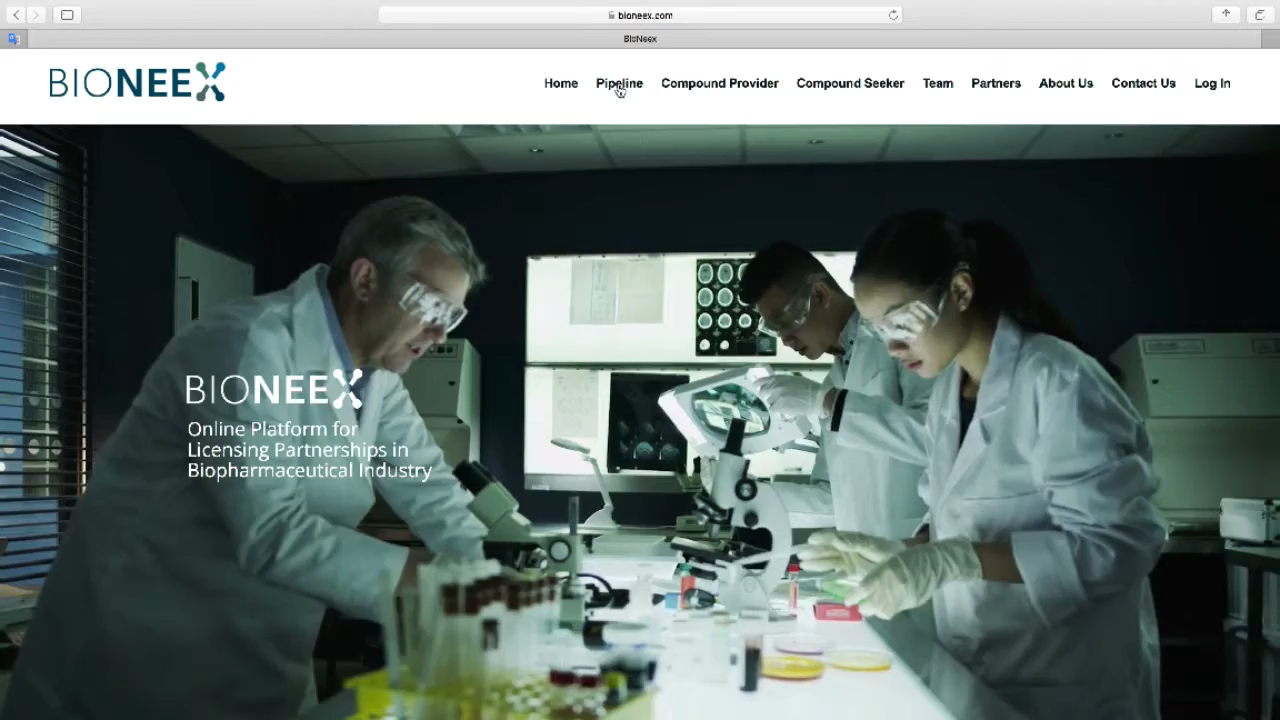 bioneex.com
BioNeex
BIONEEX
Home Pipeline Compound Provider Compound Seeker Team Partners About Us Contact Us Log In
BIONEEX
Online Platform for
Licensing Partnerships in
Biopharmaceutical Industry